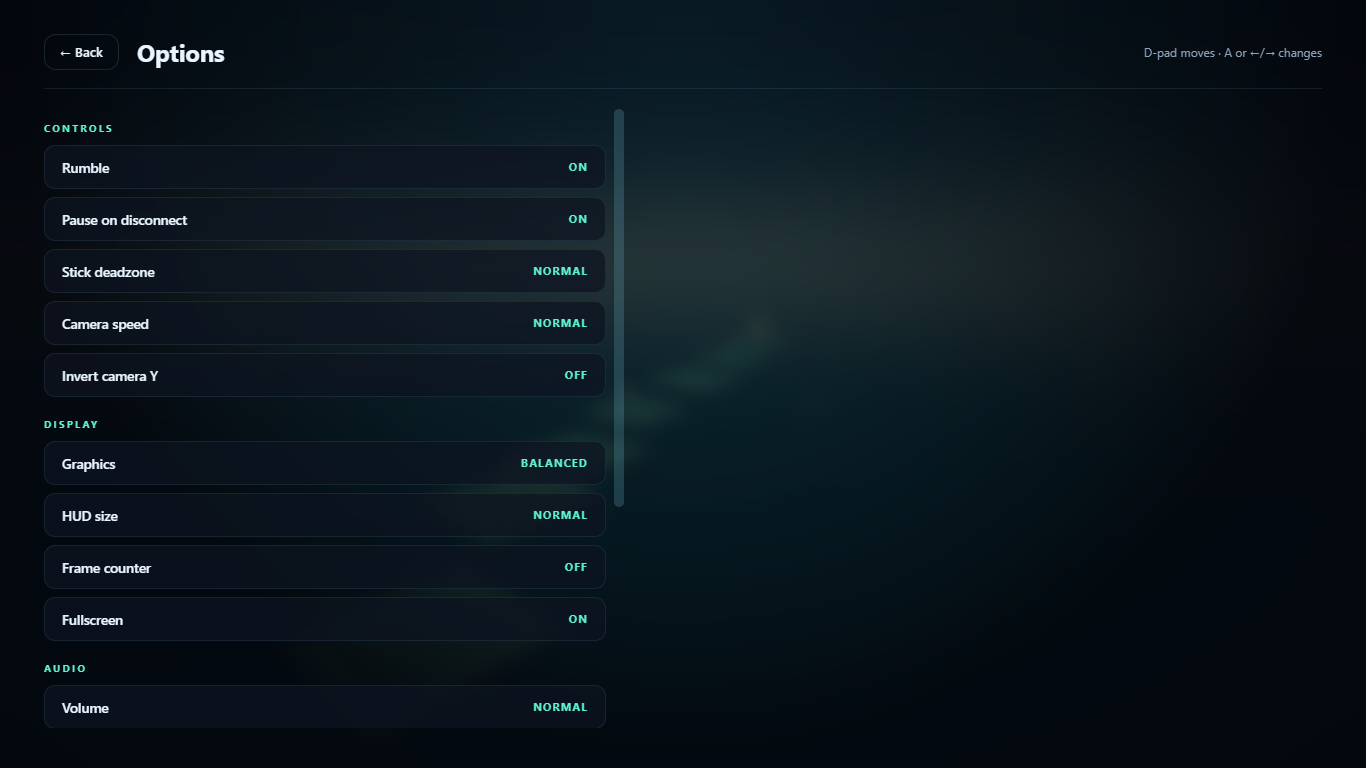 ← Back
Options
D-pad moves · A or ←/→ changes
CONTROLS
Rumble ON
Pause on disconnect ON
Stick deadzone NORMAL
Camera speed NORMAL
Invert camera Y OFF
DISPLAY
Graphics BALANCED
HUD size NORMAL
Frame counter OFF
Fullscreen ON
AUDIO
Volume NORMAL